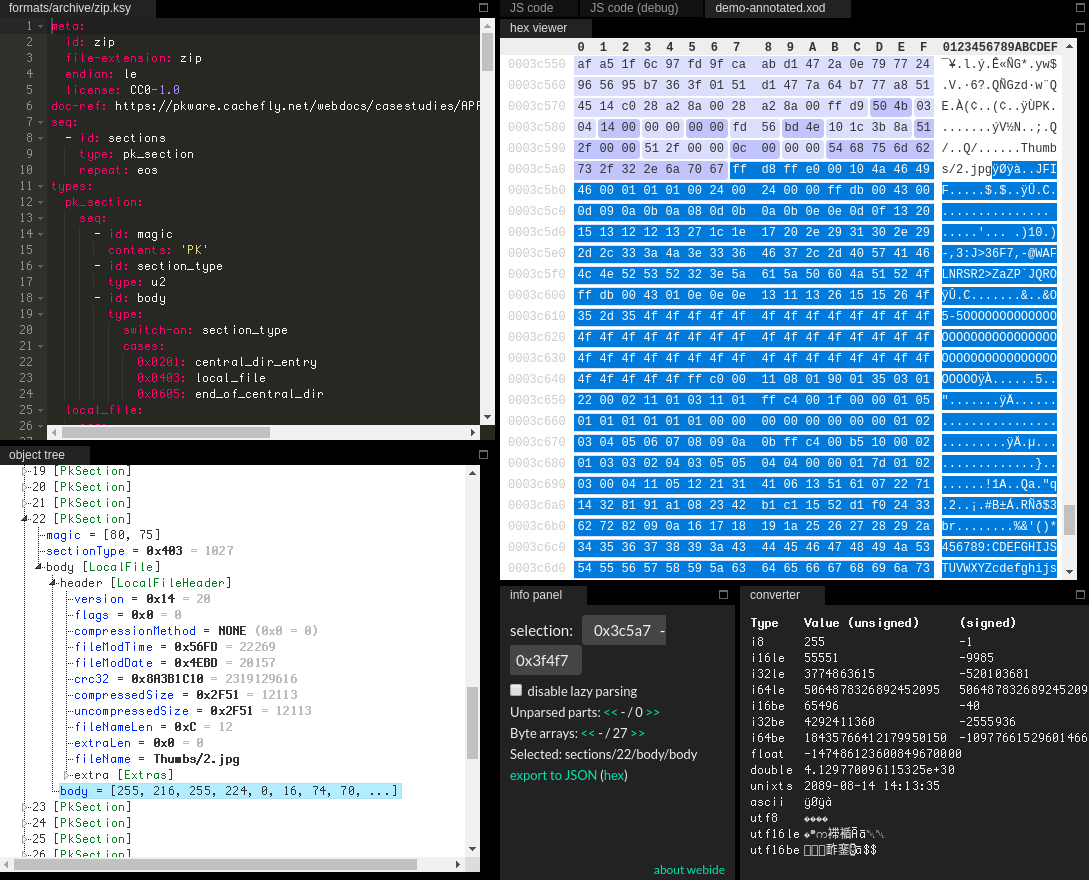 formats/archive/zip.ksy
1 meta:
2 id: zip
3 file-extension: zip
4 endian: le
5 license: CC0-1.0
6 doc-ref: https://pkware.cachefly.net/webdocs/casestudies/APP
7 seq:
8 - id: sections
9 type: pk_section
10 repeat: eos
11 types:
12 pk_section:
13 seq:
14 - id: magic
15 contents: 'PK'
16 - id: section_type
17 type: u2
18 - id: body
19 type:
20 switch-on: section_type
21 cases:
22 0x0201: central_dir_entry
23 0x0403: local_file
24 0x0605: end_of_central_dir
25 local_file:
26
object tree
19 [PkSection]
20 [PkSection]
21 [PkSection]
22 [PkSection]
magic = [80, 75]
sectionType = 0x403 = 1027
body [LocalFile]
header [LocalFileHeader]
version = 0x14 = 20
flags = 0x0 = 0
compressionMethod = NONE (0x0 = 0)
fileModTime = 0x56FD = 22269
fileModDate = 0x4EBD = 20157
crc32 = 0x8A3B1C10 = 2319129616
compressedSize = 0x2F51 = 12113
uncompressedSize = 0x2F51 = 12113
fileNameLen = 0xC = 12
extraLen = 0x0 = 0
fileName = Thumbs/2.jpg
extra [Extras]
body = [255, 216, 255, 224, 0, 16, 74, 70, ...]
23 [PkSection]
24 [PkSection]
25 [PkSection]
26 [PkSection]
JS code
JS code (debug)
demo-annotated.xod
hex viewer
0 1 2 3 4 5 6 7 8 9 A B C D E F 0123456789ABCDEF
0003c550 af a5 1f 6c 97 fd 9f ca ab d1 47 2a 0e 79 77 24 ¯¥.l.ý.Ê«ÑG*.yw$
0003c560 96 56 95 b7 36 3f 01 51 d1 47 7a 64 b7 77 a8 51 .V.·6?.QÑGzd·w¨Q
0003c570 45 14 c0 28 a2 8a 00 28 a2 8a 00 ff d9 50 4b 03 E.À(¢..(¢..ÿÙPK.
0003c580 04 14 00 00 00 00 00 fd 56 bd 4e 10 1c 3b 8a 51 .......ýV½N..;.Q
0003c590 2f 00 00 51 2f 00 00 0c 00 00 00 54 68 75 6d 62 /..Q/......Thumb
0003c5a0 73 2f 32 2e 6a 70 67 ff d8 ff e0 00 10 4a 46 49 s/2.jpgÿØÿà..JFI
0003c5b0 46 00 01 01 01 00 24 00 24 00 00 ff db 00 43 00 F.....$.$..ÿÛ.C.
0003c5c0 0d 09 0a 0b 0a 08 0d 0b 0a 0b 0e 0e 0d 0f 13 20 ...............
0003c5d0 15 13 12 12 13 27 1c 1e 17 20 2e 29 31 30 2e 29 .....'... .)10.)
0003c5e0 2d 2c 33 3a 4a 3e 33 36 46 37 2c 2d 40 57 41 46 -,3:J>36F7,-@WAF
0003c5f0 4c 4e 52 53 52 32 3e 5a 61 5a 50 60 4a 51 52 4f LNRSR2>ZaZP`JQRO
0003c600 ff db 00 43 01 0e 0e 0e 13 11 13 26 15 15 26 4f ÿÛ.C.......&..&O
0003c610 35 2d 35 4f 4f 4f 4f 4f 4f 4f 4f 4f 4f 4f 4f 4f 5-5OOOOOOOOOOOOO
0003c620 4f 4f 4f 4f 4f 4f 4f 4f 4f 4f 4f 4f 4f 4f 4f 4f OOOOOOOOOOOOOOOO
0003c630 4f 4f 4f 4f 4f 4f 4f 4f 4f 4f 4f 4f 4f 4f 4f 4f OOOOOOOOOOOOOOOO
0003c640 4f 4f 4f 4f 4f ff c0 00 11 08 01 90 01 35 03 01 OOOOOÿÀ......5..
0003c650 22 00 02 11 01 03 11 01 ff c4 00 1f 00 00 01 05 ".......ÿÄ......
0003c660 01 01 01 01 01 01 00 00 00 00 00 00 00 00 01 02 ................
0003c670 03 04 05 06 07 08 09 0a 0b ff c4 00 b5 10 00 02 .........ÿÄ.µ...
0003c680 01 03 03 02 04 03 05 05 04 04 00 00 01 7d 01 02 .............}..
0003c690 03 00 04 11 05 12 21 31 41 06 13 51 61 07 22 71 ......!1A..Qa."q
0003c6a0 14 32 81 91 a1 08 23 42 b1 c1 15 52 d1 f0 24 33 .2..¡.#B±Á.RÑð$3
0003c6b0 62 72 82 09 0a 16 17 18 19 1a 25 26 27 28 29 2a br........%&'()*
0003c6c0 34 35 36 37 38 39 3a 43 44 45 46 47 48 49 4a 53 456789:CDEFGHIJS
0003c6d0 54 55 56 57 58 59 5a 63 64 65 66 67 68 69 6a 73 TUVWXYZcdefghijs
info panel
selection: 0x3c5a7 -
0x3f4f7
disable lazy parsing
Unparsed parts: << - / 0 >>
Byte arrays: << - / 27 >>
Selected: sections/22/body/body
export to JSON (hex)
about webide
converter
Type Value (unsigned) (signed)
i8 255 -1
i16le 55551 -9985
i32le 3774863615 -520103681
i64le 5064878326892452095 506487832689245209
i16be 65496 -40
i32be 4292411360 -2555936
i64be 18435766412179950150 -10977661529601466
float -147486123600849670000
double 4.129770096115325e+30
unixts 2089-08-14 14:13:35
ascii ÿØÿà
utf8 ����
utf16le
utf16be